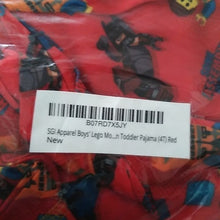 B07RD7X5JY
SGI Apparel Boys' Lego Mo...n Toddler Pajama (4T) Red
New